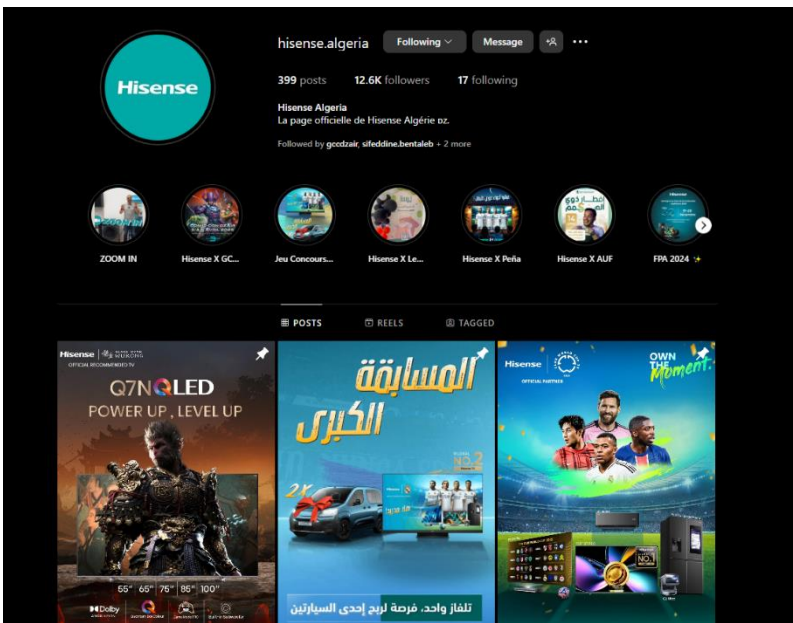 hisense.algeria Following Message
Hisense
399 posts 12.6K followers 17 following
Hisense Algeria
La page officielle de Hisense Algérie DZ.
Followed by gccdzair, sifeddine.bentaleb + 2 more
ZOOM IN
Hisense X GC...
Jeu Concours...
Hisense X Le...
Hisense X Peña
Hisense X AUF
FPA 2024 ✨
POSTS REELS TAGGED
Hisense
OFFICIAL RECOMMENDED TV
Q7N QLED
POWER UP , LEVEL UP
55" 65" 75" 85" 100"
Dolby
المسابقة
الكبرى
NO.2
2X
تلفاز واحد، فرصة لربح إحدى السيارتين
Hisense
OFFICIAL PARTNER
OWN
THE
Moment.
NO.1